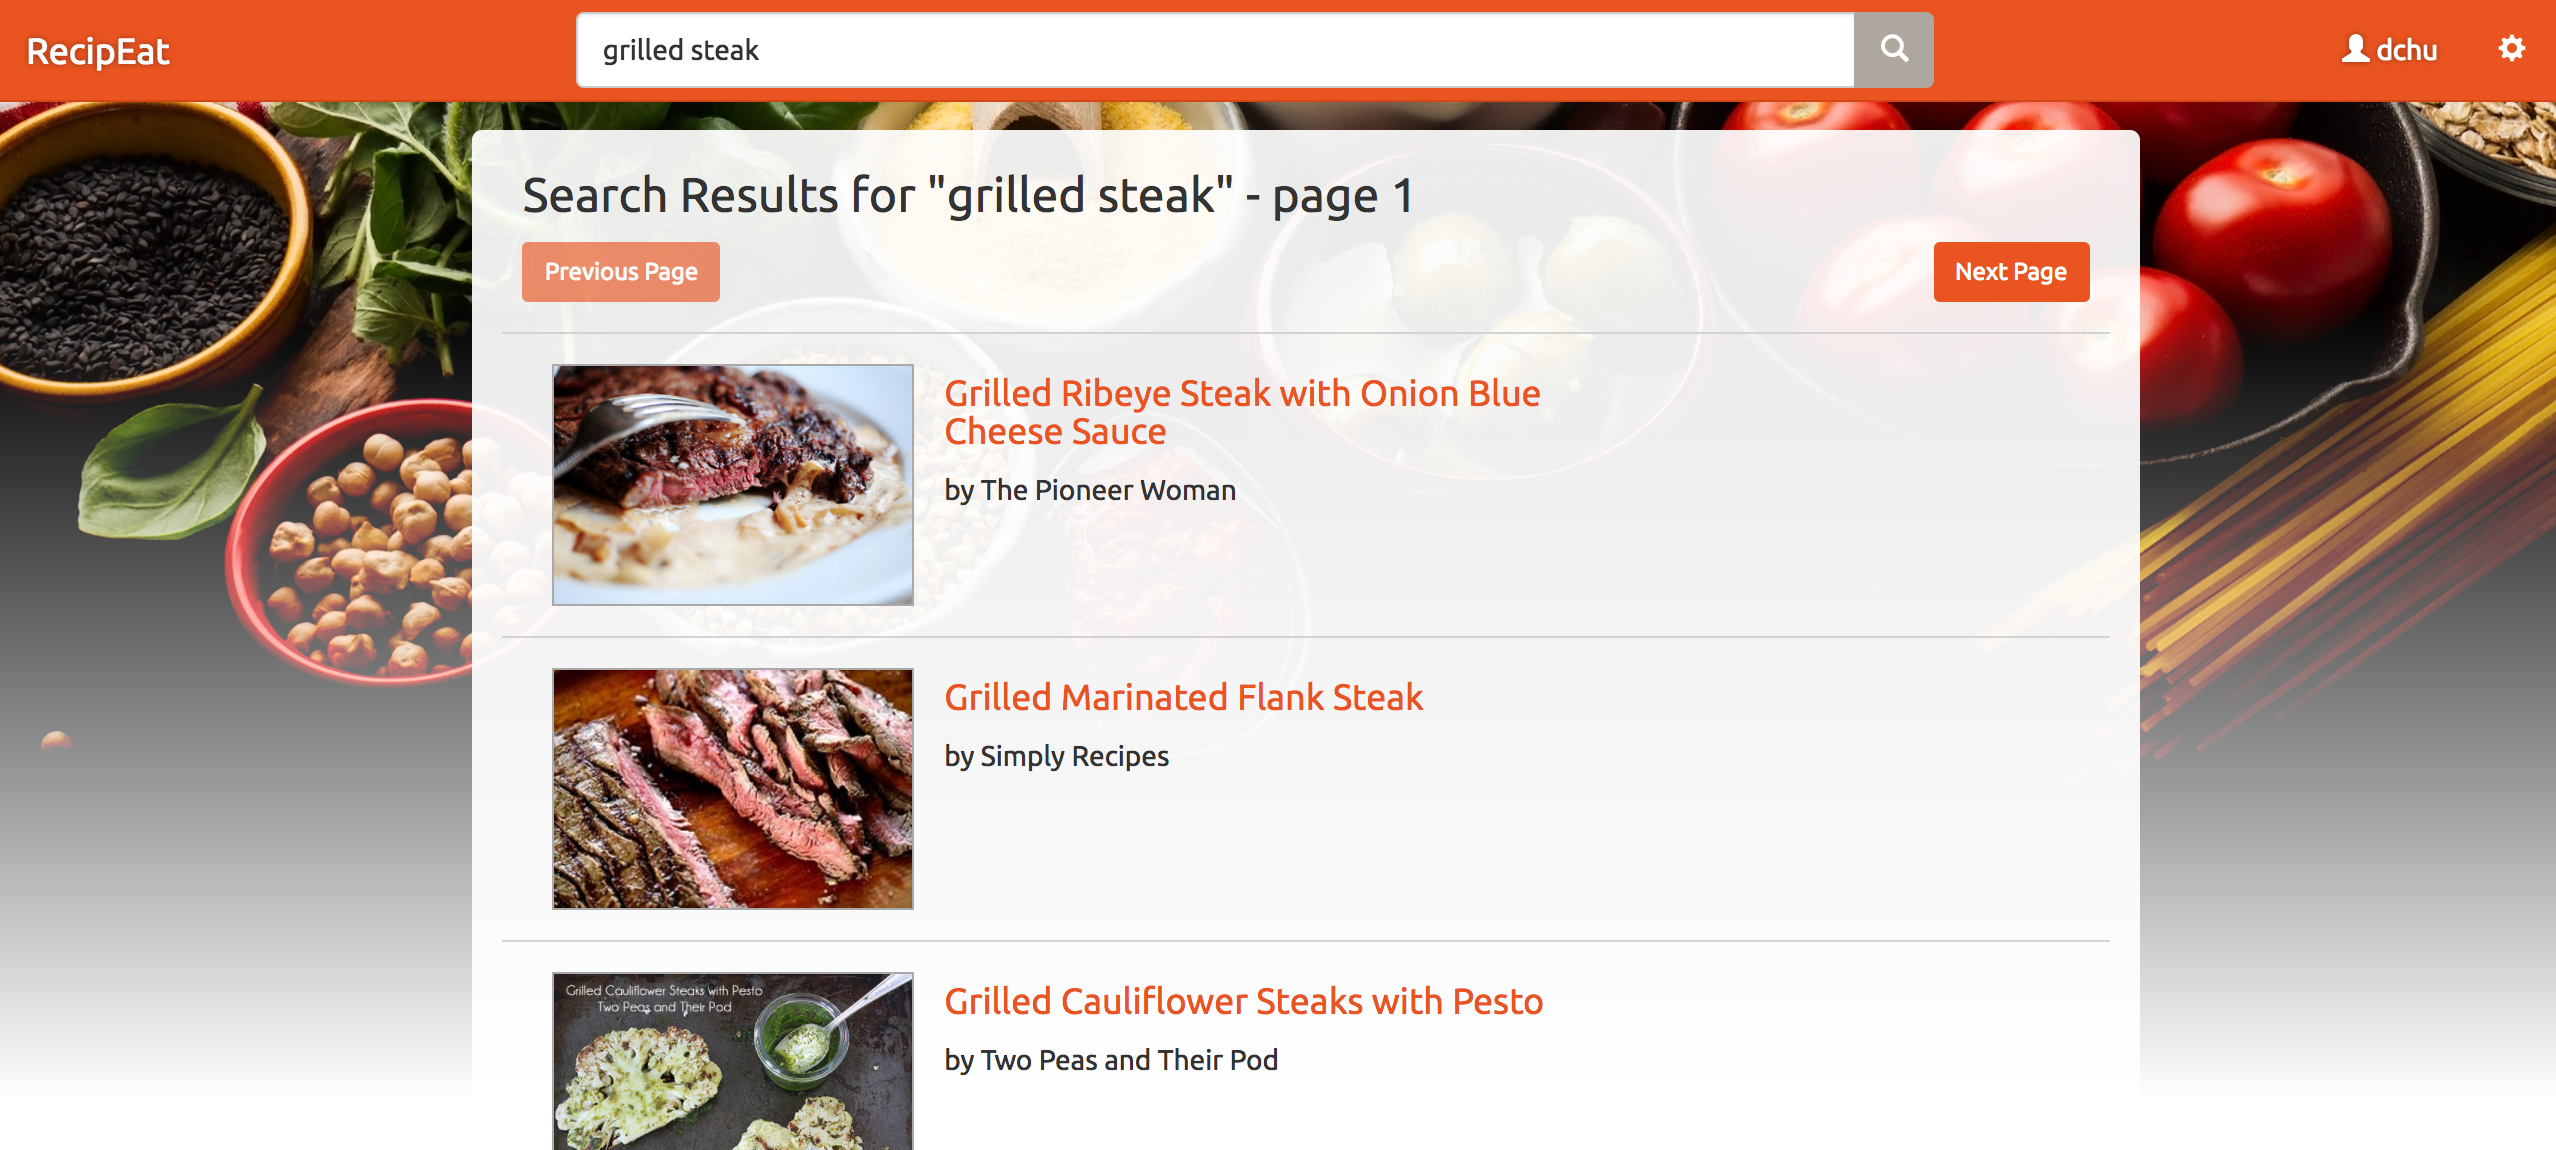 RecipEat
grilled steak
dchu
Search Results for "grilled steak" - page 1
Previous Page
Next Page
Grilled Ribeye Steak with Onion Blue
Cheese Sauce
by The Pioneer Woman
Grilled Marinated Flank Steak
by Simply Recipes
Grilled Cauliflower Steaks with Pesto
Two Peas and Their Pod
Grilled Cauliflower Steaks with Pesto
by Two Peas and Their Pod